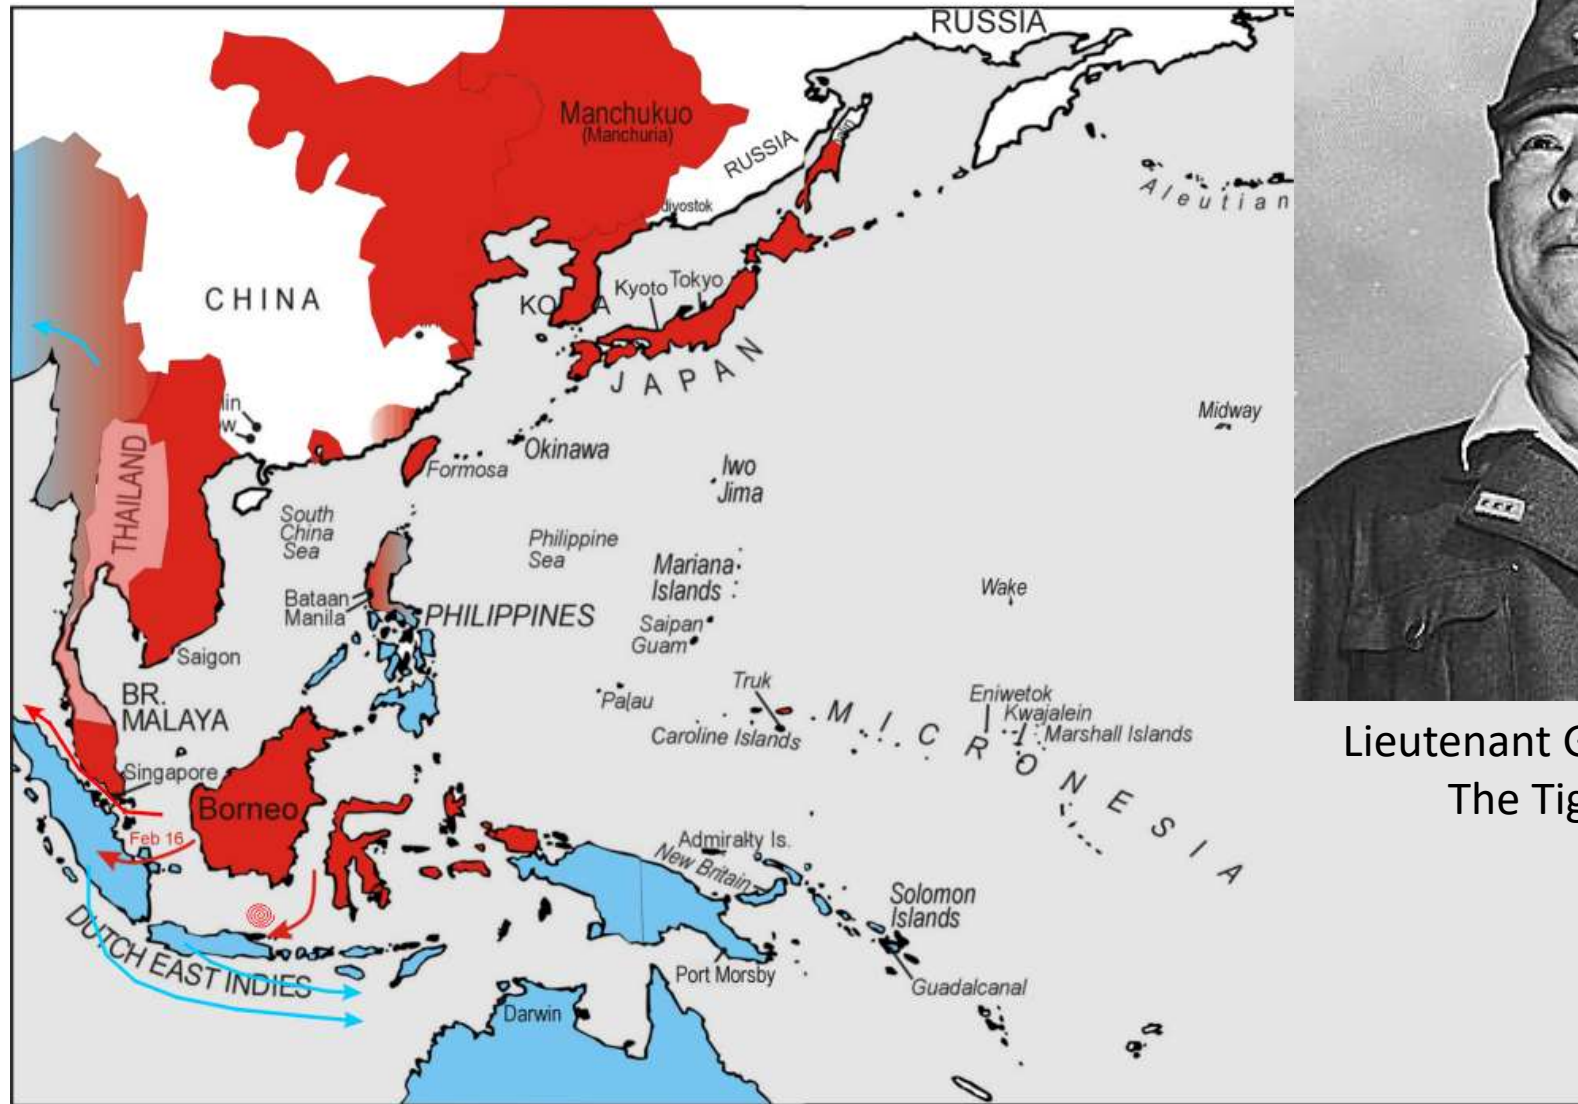 RUSSIA
Manchukuo
(Manchuria)
RUSSIA
Aleutian
CHINA
Kyoto
Tokyo
JAPAN
Midway
THAILAND
Formosa
Okinawa
Iwo
Jima
South
China
Sea
Philippine
Sea
Mariana
Islands
Wake
Bataan
Manila
PHILIPPINES
Saipan
Guam
Saigon
BR.
MALAYA
Palau
Truk
Caroline Islands
Eniwetok
Kwajalein
Marshall Islands
MICRONESIA
Singapore
Borneo
Feb 16
Admiralty Is.
New Britain
Solomon
Islands
DUTCH EAST INDIES
Port Morsby
Guadalcanal
Darwin
Lieutenant G
The Tig